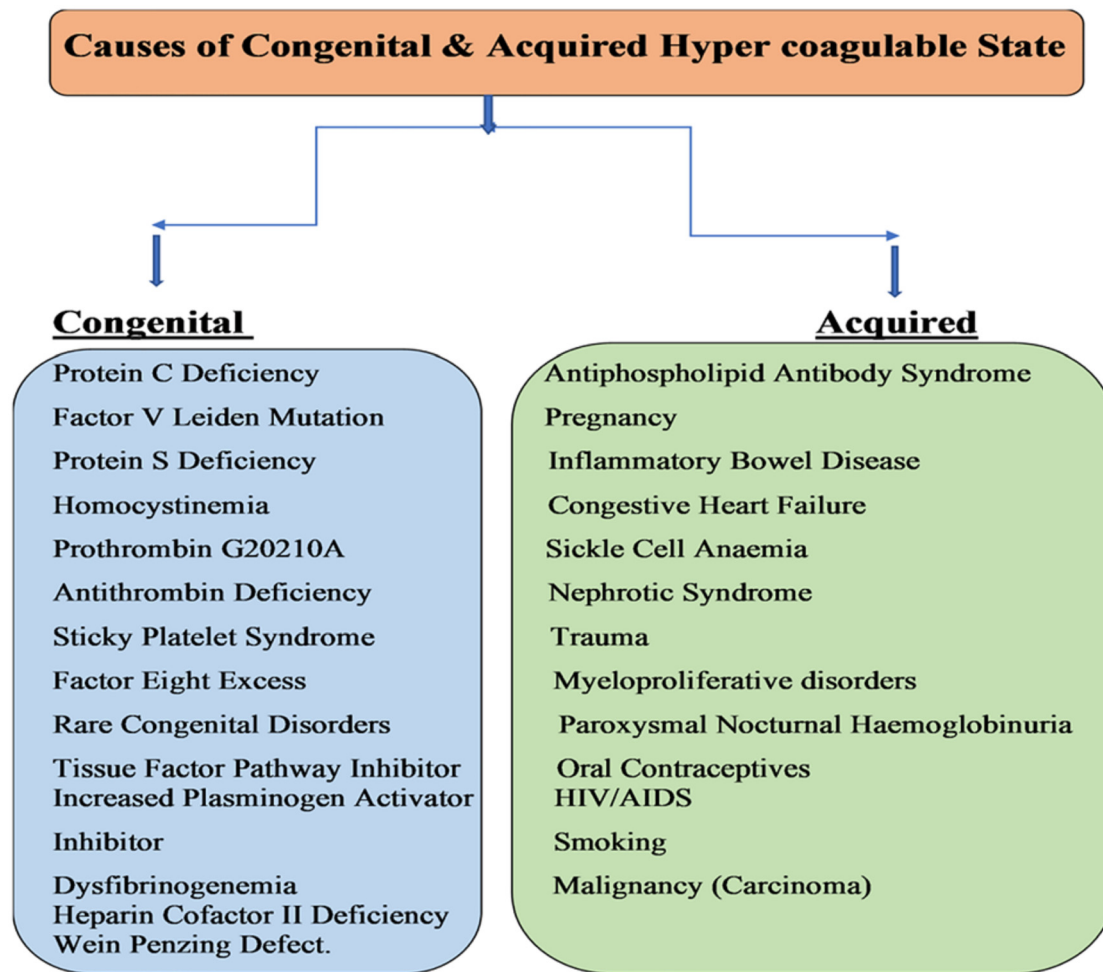 Causes of Congenital & Acquired Hyper coagulable State
Congenital
Protein C Deficiency
Factor V Leiden Mutation
Protein S Deficiency
Homocystinemia
Prothrombin G20210A
Antithrombin Deficiency
Sticky Platelet Syndrome
Factor Eight Excess
Rare Congenital Disorders
Tissue Factor Pathway Inhibitor
Increased Plasminogen Activator
Inhibitor
Dysfibrinogenemia
Heparin Cofactor II Deficiency
Wein Penzing Defect.
Acquired
Antiphospholipid Antibody Syndrome
Pregnancy
Inflammatory Bowel Disease
Congestive Heart Failure
Sickle Cell Anaemia
Nephrotic Syndrome
Trauma
Myeloproliferative disorders
Paroxysmal Nocturnal Haemoglobinuria
Oral Contraceptives
HIV/AIDS
Smoking
Malignancy (Carcinoma)